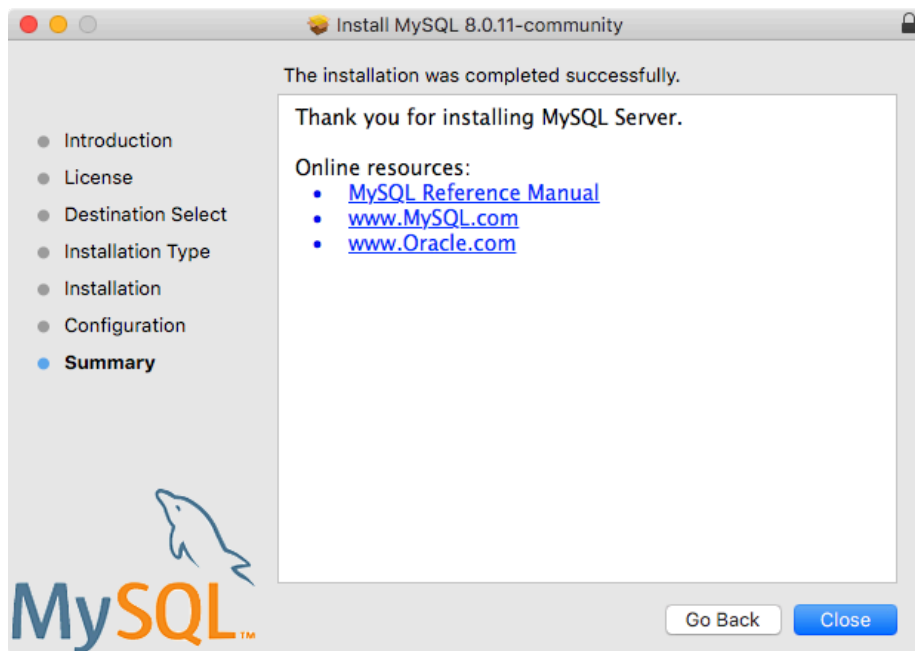 Install MySQL 8.0.11-community
The installation was completed successfully.
Introduction
License
Destination Select
Installation Type
Installation
Configuration
Summary
Thank you for installing MySQL Server.
Online resources:
• MySQL Reference Manual
• www.MySQL.com
• www.Oracle.com
MySQL™
Go Back
Close